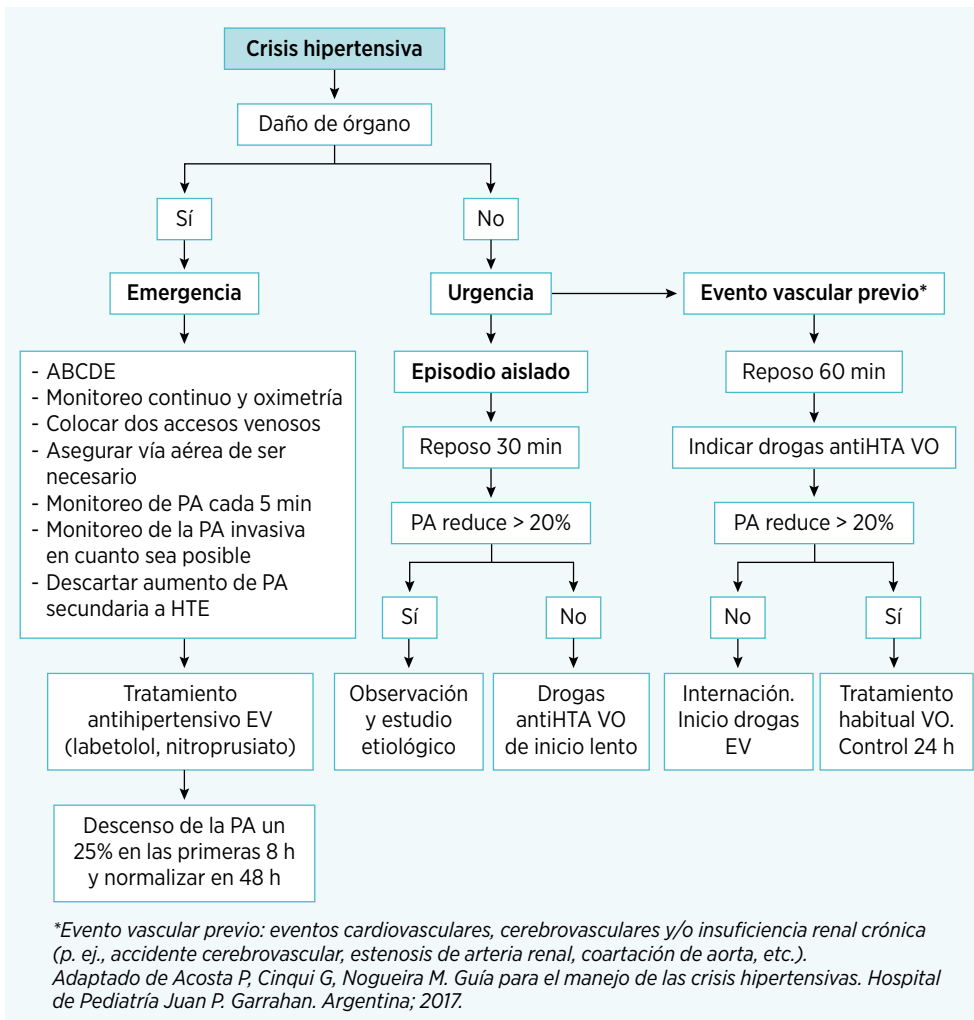 Crisis hipertensiva
Daño de órgano
Sí
No
Emergencia
Urgencia
Evento vascular previo*
- ABCDE
- Monitoreo continuo y oximetría
- Colocar dos accesos venosos
- Asegurar vía aérea de ser
necesario
- Monitoreo de PA cada 5 min
- Monitoreo de la PA invasiva
en cuanto sea posible
- Descartar aumento de PA
secundaria a HTE
Tratamiento
antihipertensivo EV
(labetolol, nitroprusiato)
Descenso de la PA un
25% en las primeras 8 h
y normalizar en 48 h
Episodio aislado
Reposo 30 min
PA reduce > 20%
Sí
No
Observación
y estudio
etiológico
Drogas
antiHTA VO
de inicio lento
Reposo 60 min
Indicar drogas antiHTA VO
PA reduce > 20%
No
Sí
Internación.
Inicio drogas
EV
Tratamiento
habitual VO.
Control 24 h
*Evento vascular previo: eventos cardiovasculares, cerebrovasculares y/o insuficiencia renal crónica
(p. ej., accidente cerebrovascular, estenosis de arteria renal, coartación de aorta, etc.).
Adaptado de Acosta P, Cinqui G, Nogueira M. Guía para el manejo de las crisis hipertensivas. Hospital
de Pediatría Juan P. Garrahan. Argentina; 2017.